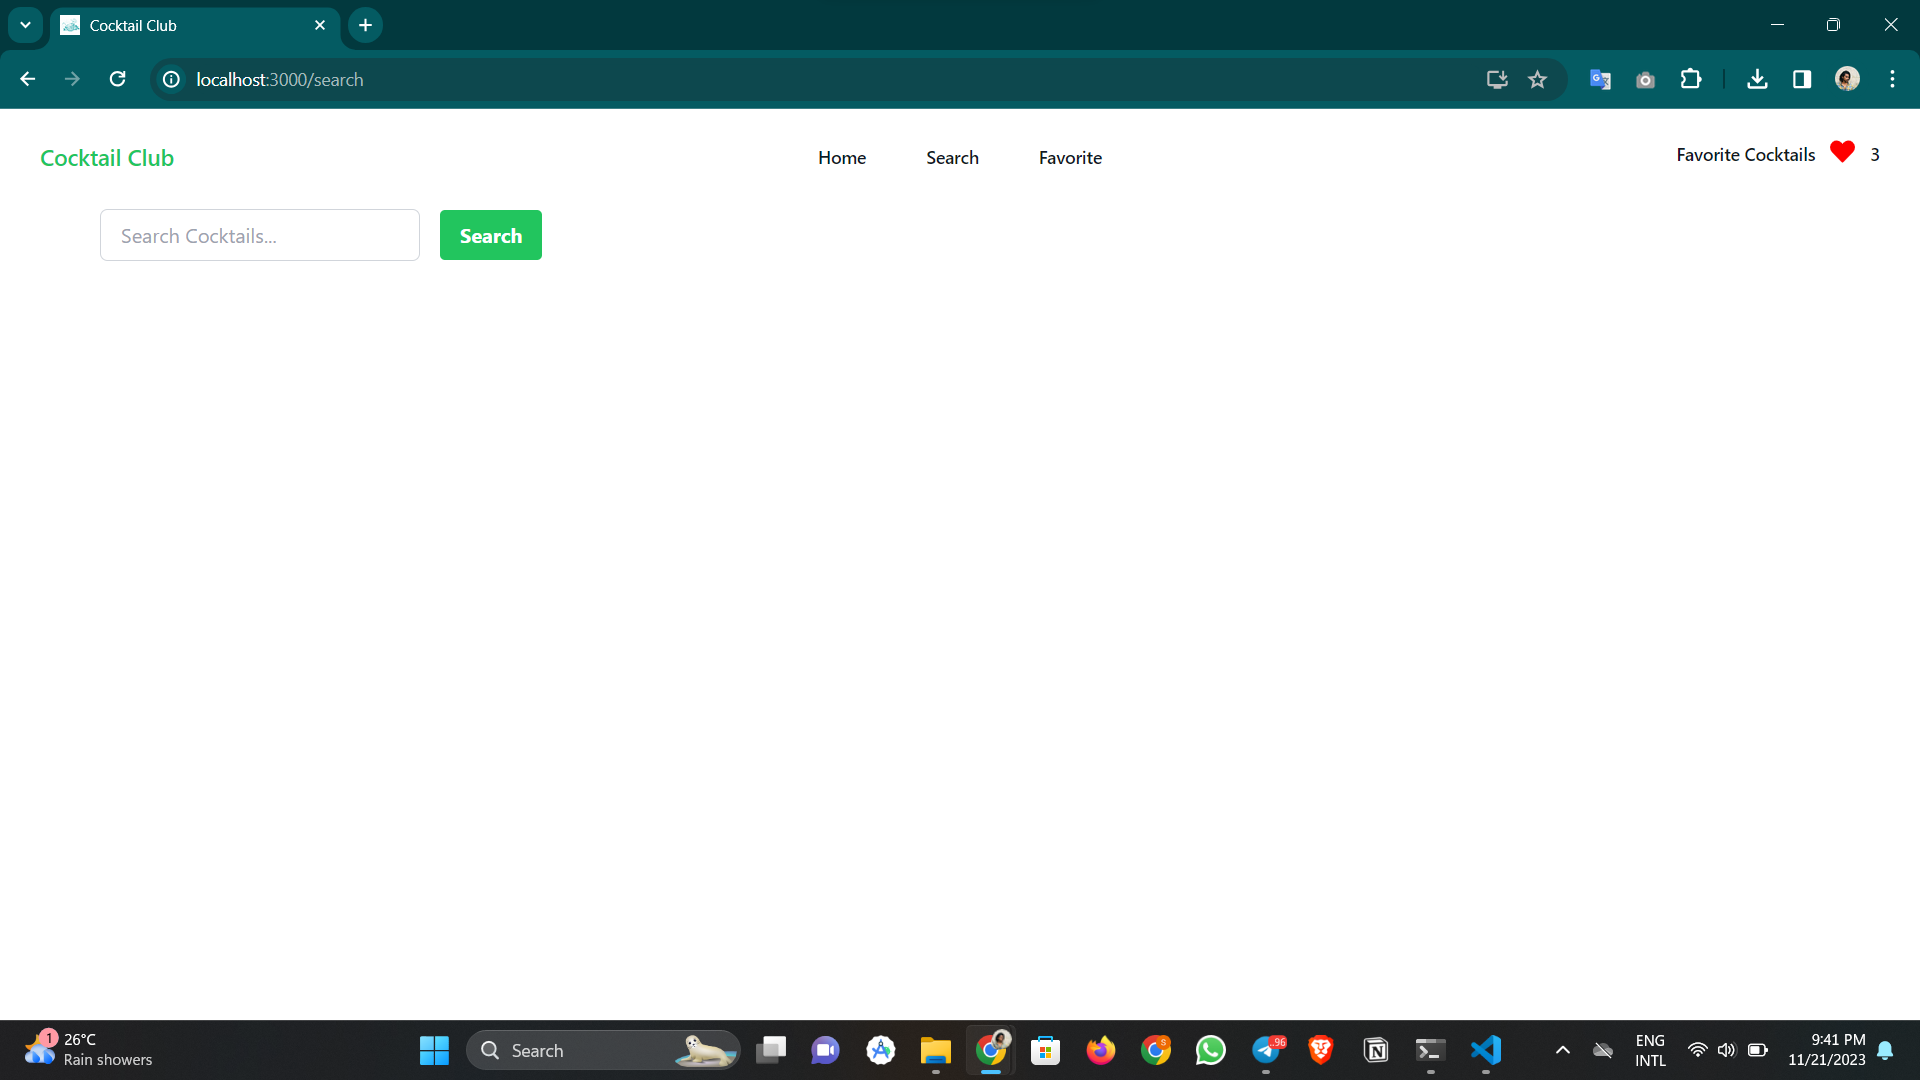 Cocktail Club
localhost:3000/search
Cocktail Club
Home
Search
Favorite
Favorite Cocktails
3
Search Cocktails...
Search
1
26°C
Rain showers
Search
S
.96
ENG
INTL
9:41 PM
11/21/2023